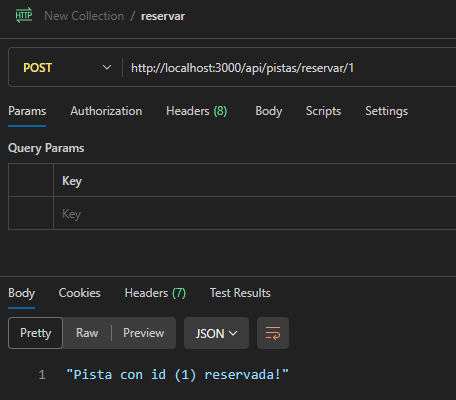 HTTP New Collection / reservar
POST http://localhost:3000/api/pistas/reservar/1
Params Authorization Headers (8) Body Scripts Settings
Query Params
Key
Key
Body Cookies Headers (7) Test Results
Pretty Raw Preview JSON
1 "Pista con id (1) reservada!"